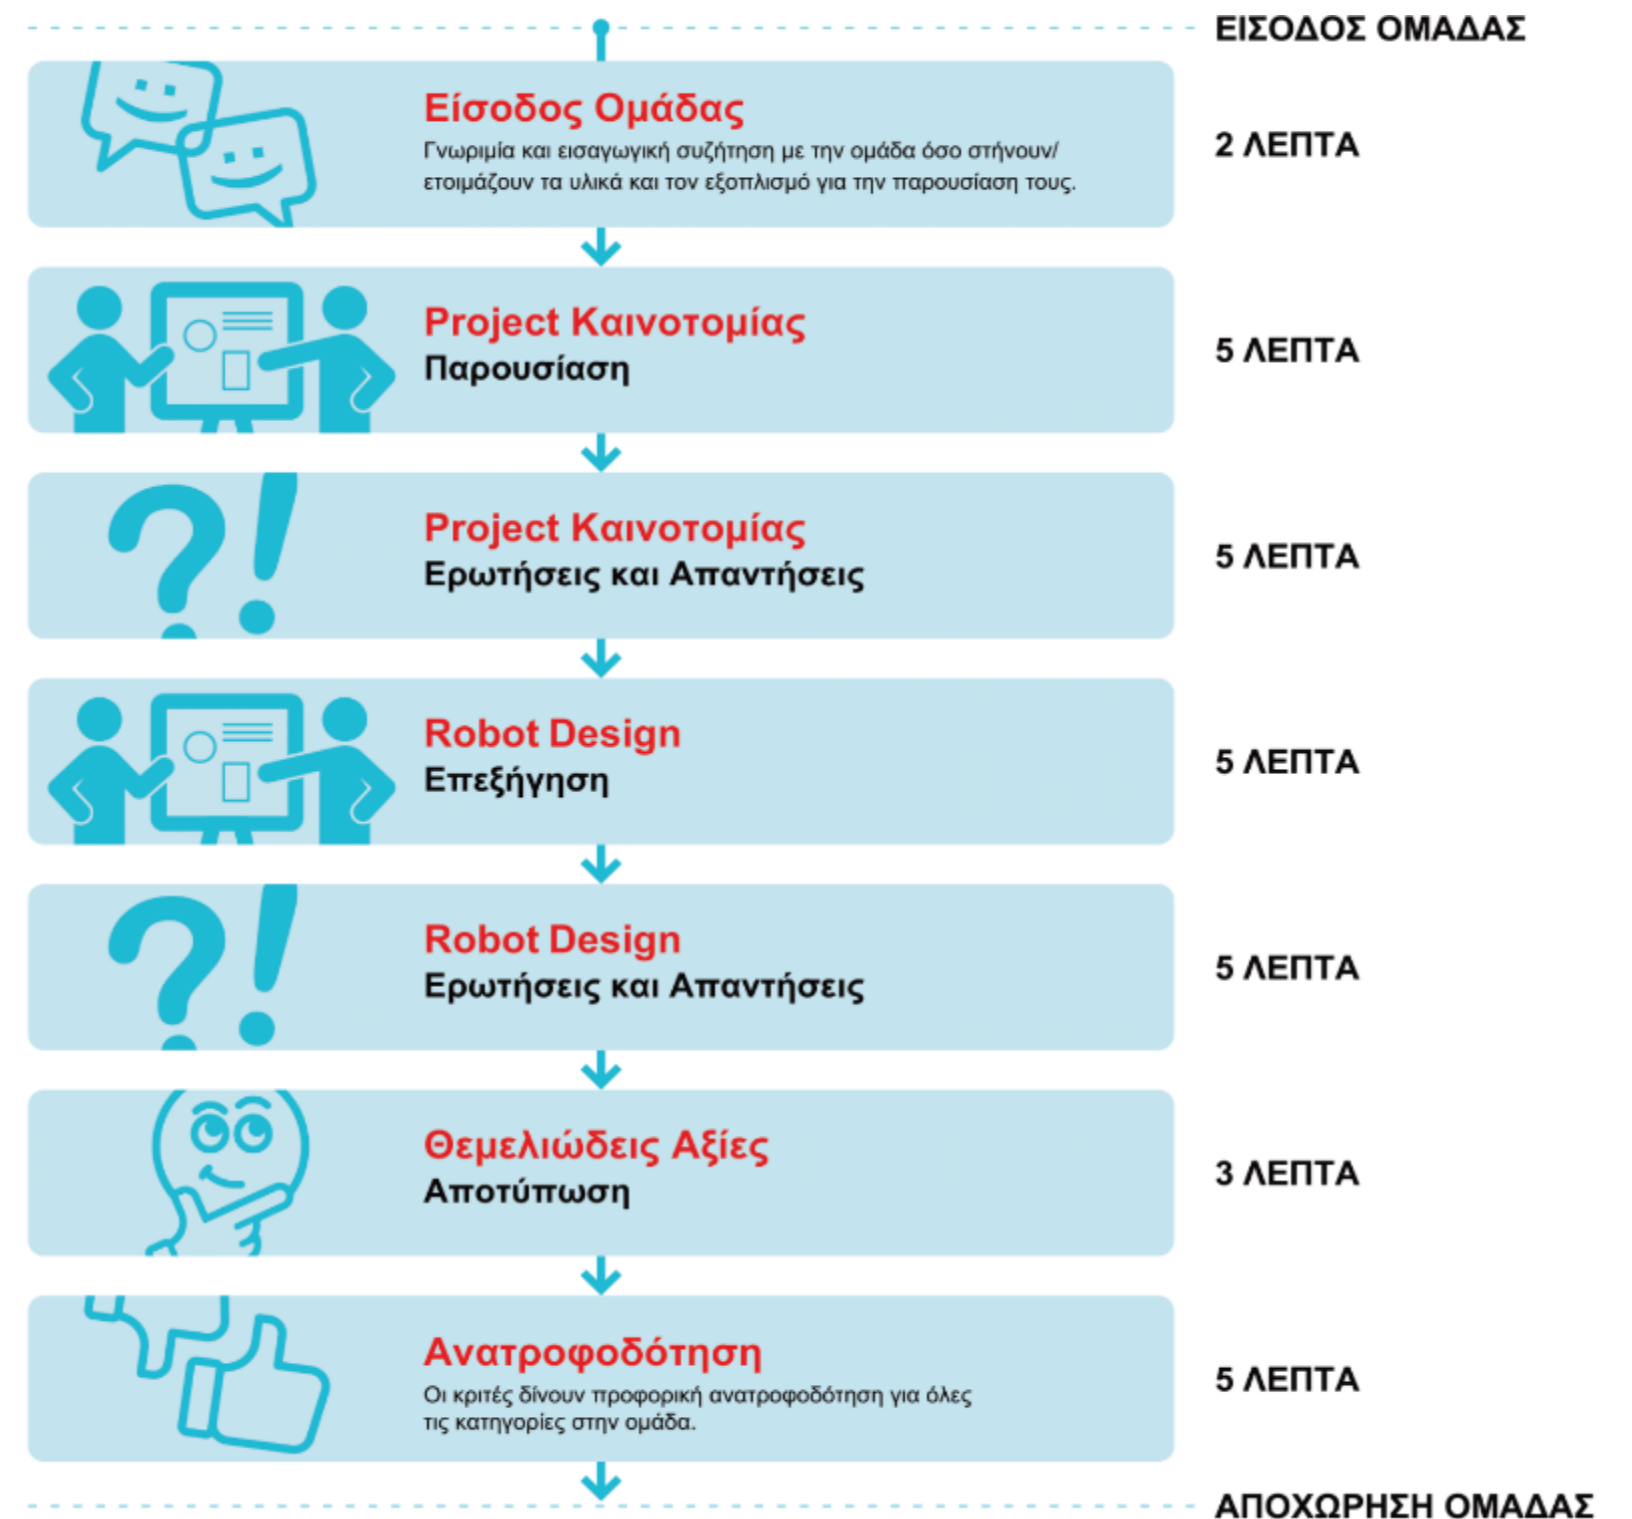 ΕΙΣΟΔΟΣ ΟΜΑΔΑΣ
Είσοδος Ομάδας
Γνωριμία και εισαγωγική συζήτηση με την ομάδα όσο στήνουν/
ετοιμάζουν τα υλικά και τον εξοπλισμό για την παρουσίαση τους.
2 ΛΕΠΤΑ
Project Καινοτομίας
Παρουσίαση
5 ΛΕΠΤΑ
Project Καινοτομίας
Ερωτήσεις και Απαντήσεις
5 ΛΕΠΤΑ
Robot Design
Επεξήγηση
5 ΛΕΠΤΑ
Robot Design
Ερωτήσεις και Απαντήσεις
5 ΛΕΠΤΑ
Θεμελιώδεις Αξίες
Αποτύπωση
3 ΛΕΠΤΑ
Ανατροφοδότηση
Οι κριτές δίνουν προφορική ανατροφοδότηση για όλες
τις κατηγορίες στην ομάδα.
5 ΛΕΠΤΑ
ΑΠΟΧΩΡΗΣΗ ΟΜΑΔΑΣ